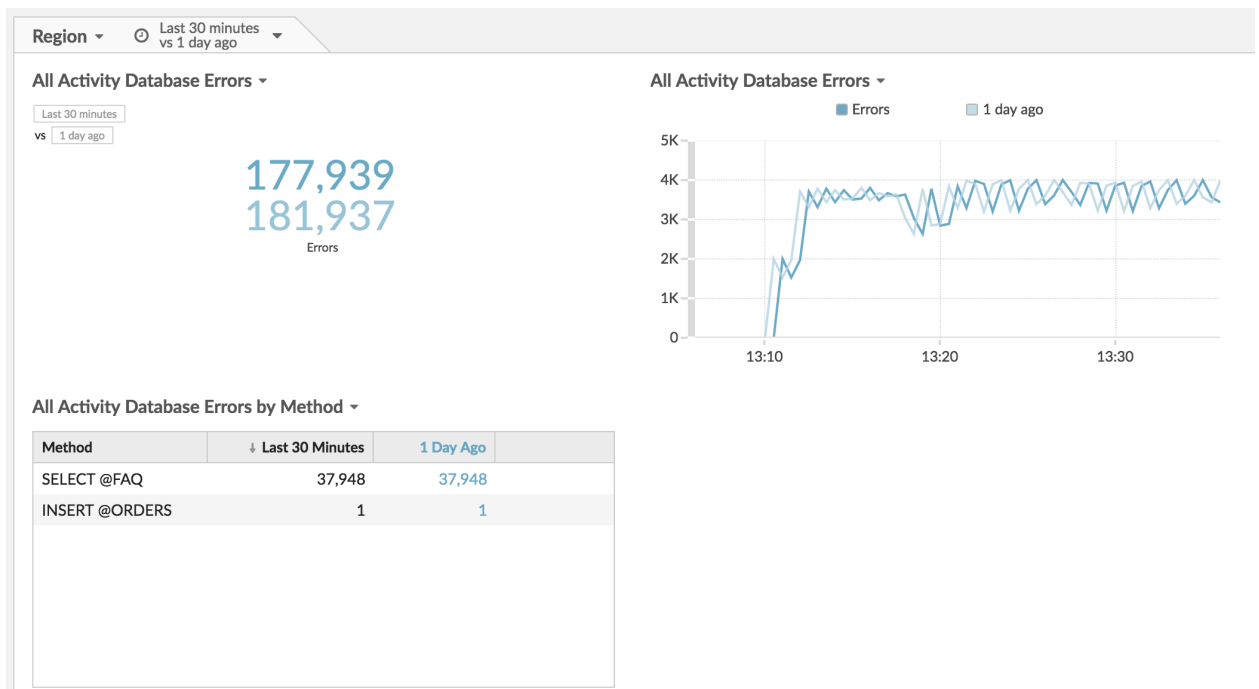 Region
Last 30 minutes
vs 1 day ago
All Activity Database Errors
Last 30 minutes
vs 1 day ago
177,939
181,937
Errors
All Activity Database Errors
Errors 1 day ago
5K
4K
3K
2K
1K
0
13:10 13:20 13:30
All Activity Database Errors by Method
Method ↓ Last 30 Minutes 1 Day Ago
SELECT @FAQ 37,948 37,948
INSERT @ORDERS 1 1